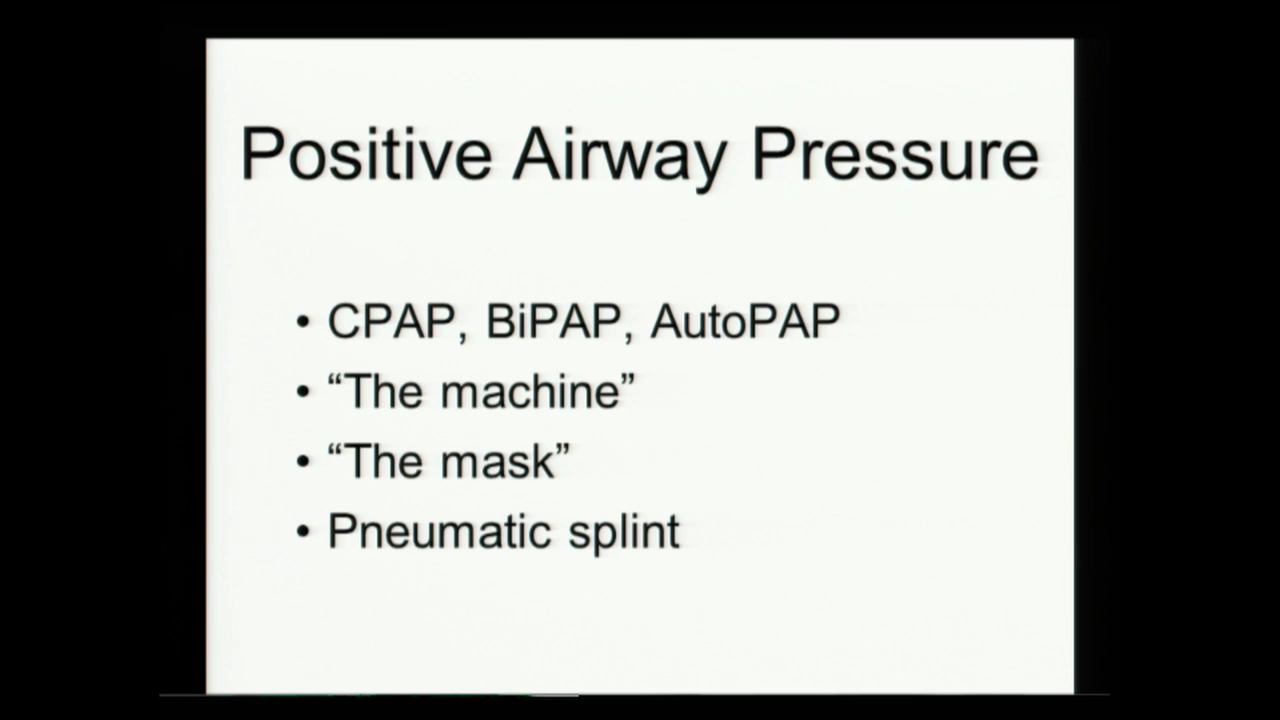 Positive Airway Pressure
• CPAP, BiPAP, AutoPAP
• “The machine”
• “The mask”
• Pneumatic splint